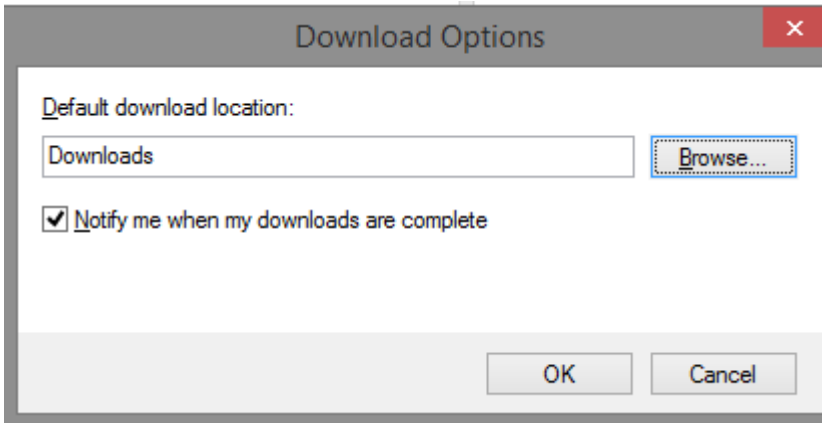 Download Options
Default download location:
Downloads
Browse...
Notify me when my downloads are complete
OK
Cancel